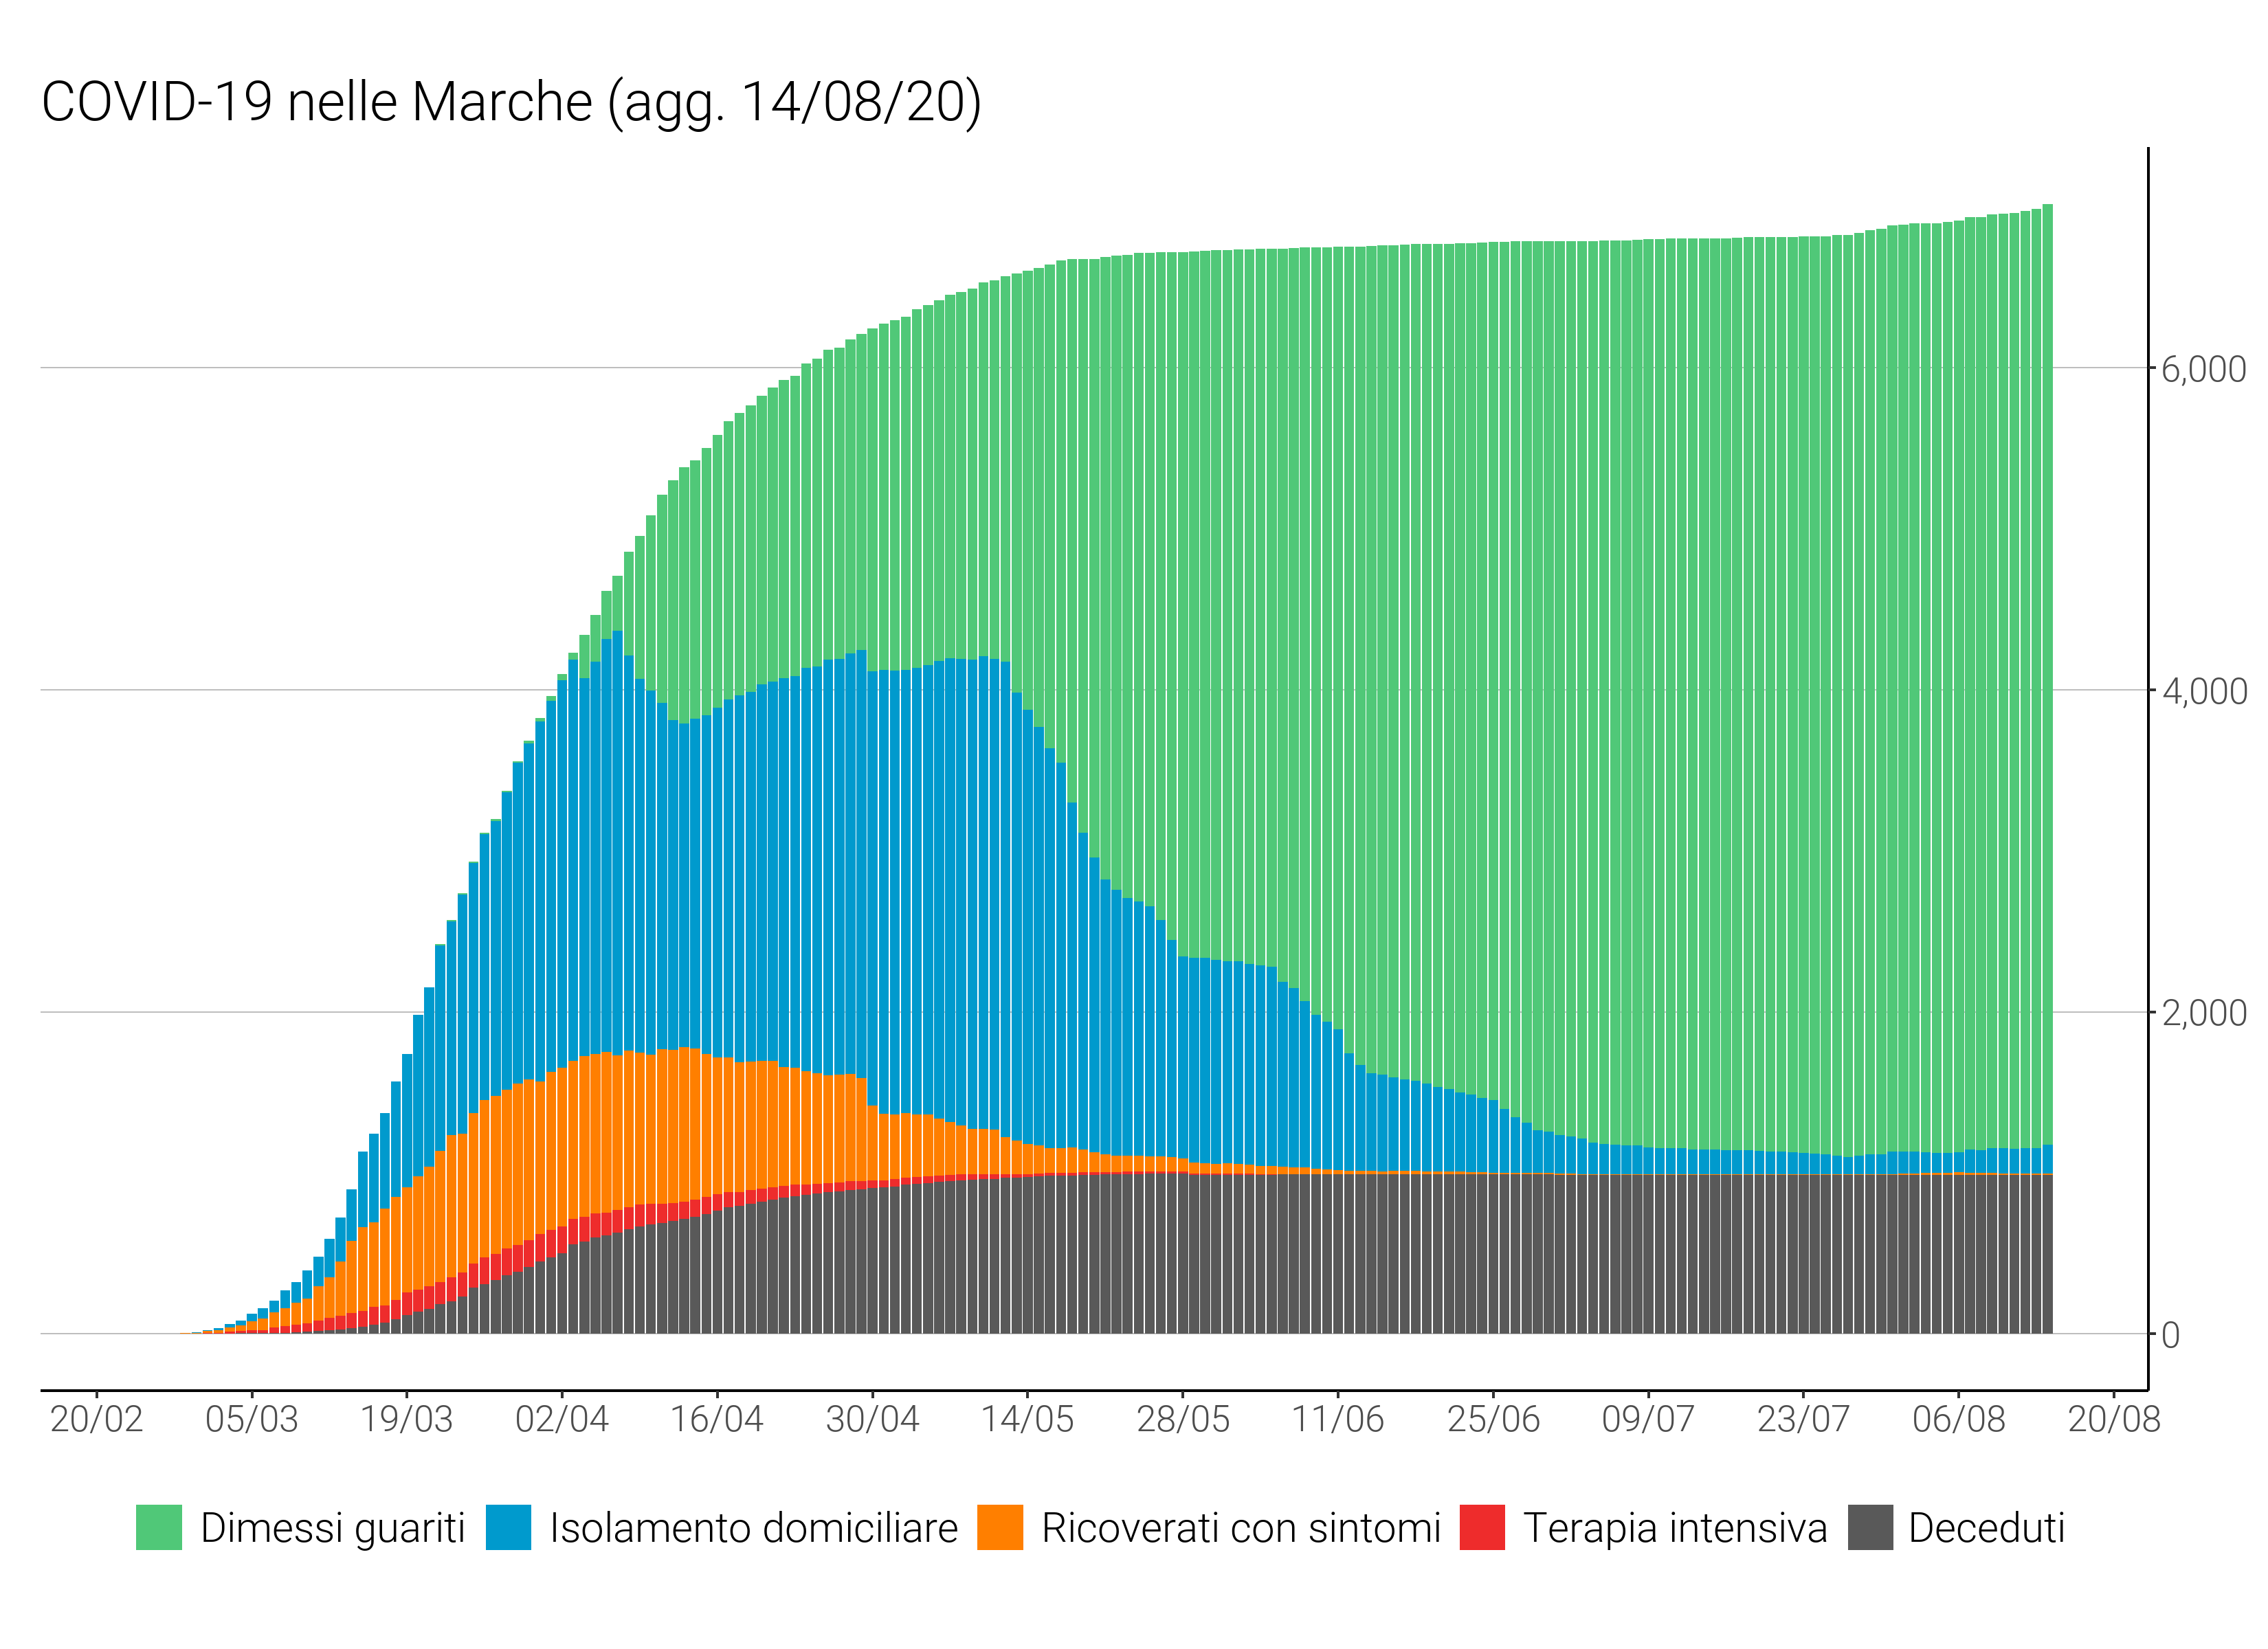 COVID-19 nelle Marche (agg. 14/08/20)
6,000
4,000
2,000
0
20/02 05/03 19/03 02/04 16/04 30/04 14/05 28/05 11/06 25/06 09/07 23/07 06/08 20/08
Dimessi guariti Isolamento domiciliare Ricoverati con sintomi Terapia intensiva Deceduti